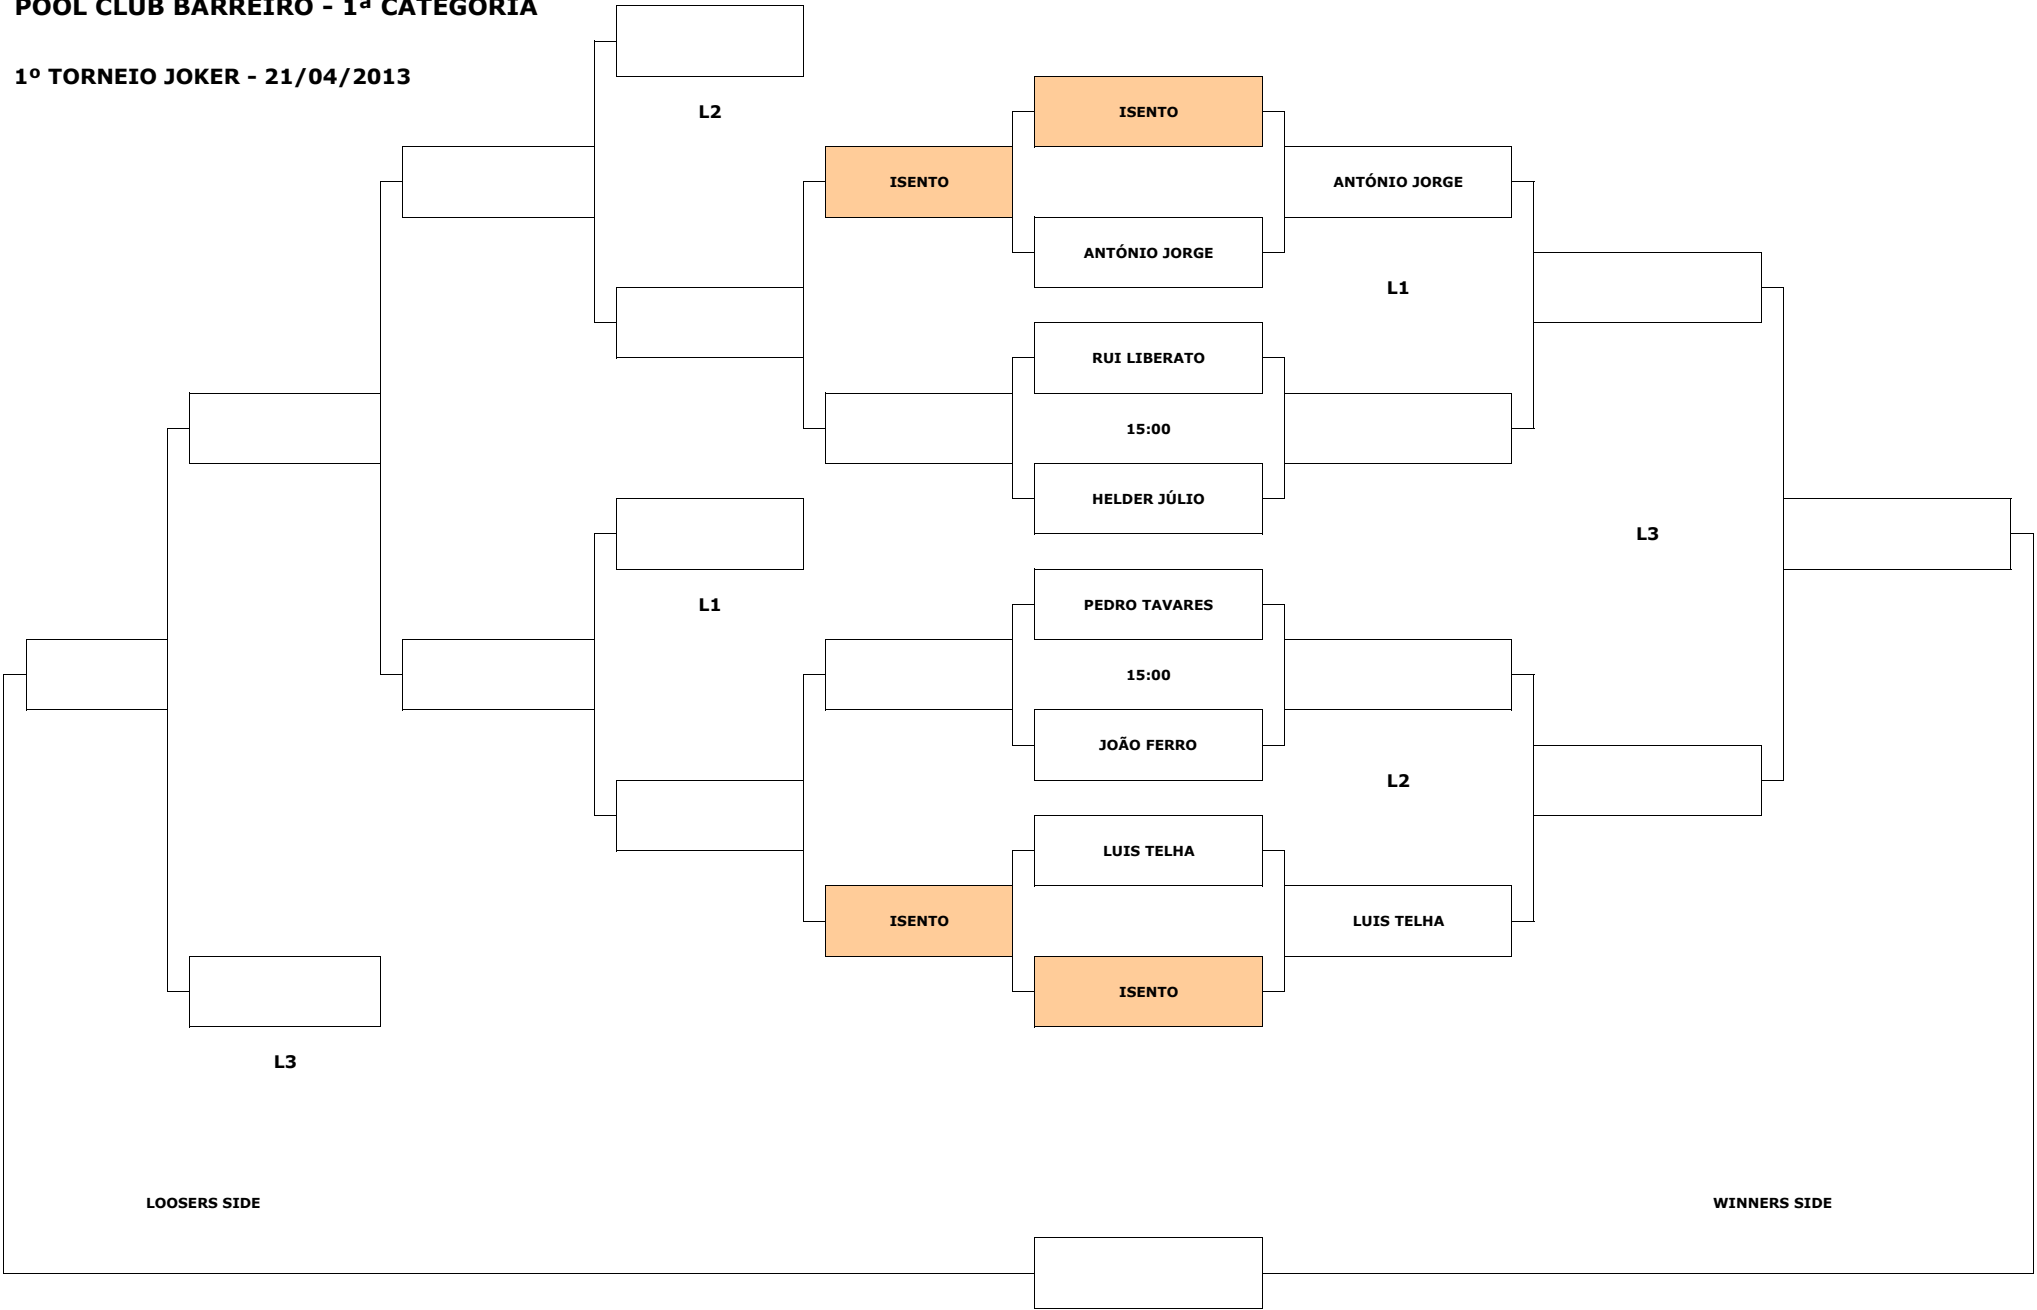 POOL CLUB BARREIRO - 1ª CATEGORIA
1º TORNEIO JOKER - 21/04/2013
L2
ISENTO
ISENTO
ANTÓNIO JORGE
ANTÓNIO JORGE
L1
RUI LIBERATO
15:00
HELDER JÚLIO
L3
PEDRO TAVARES
L1
15:00
JOÃO FERRO
L2
LUIS TELHA
ISENTO
LUIS TELHA
ISENTO
L3
LOOSERS SIDE
WINNERS SIDE